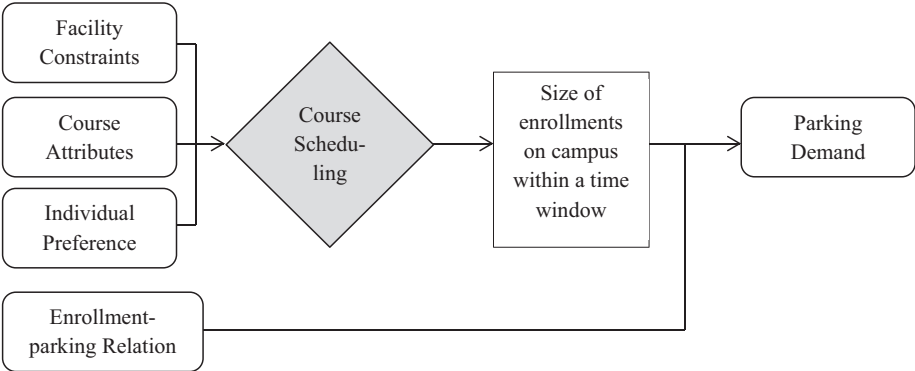 Facility
Constraints
Course
Attributes
Individual
Preference
Enrollment-
parking Relation
Course
Schedu-
ling
Size of
enrollments
on campus
within a time
window
Parking
Demand